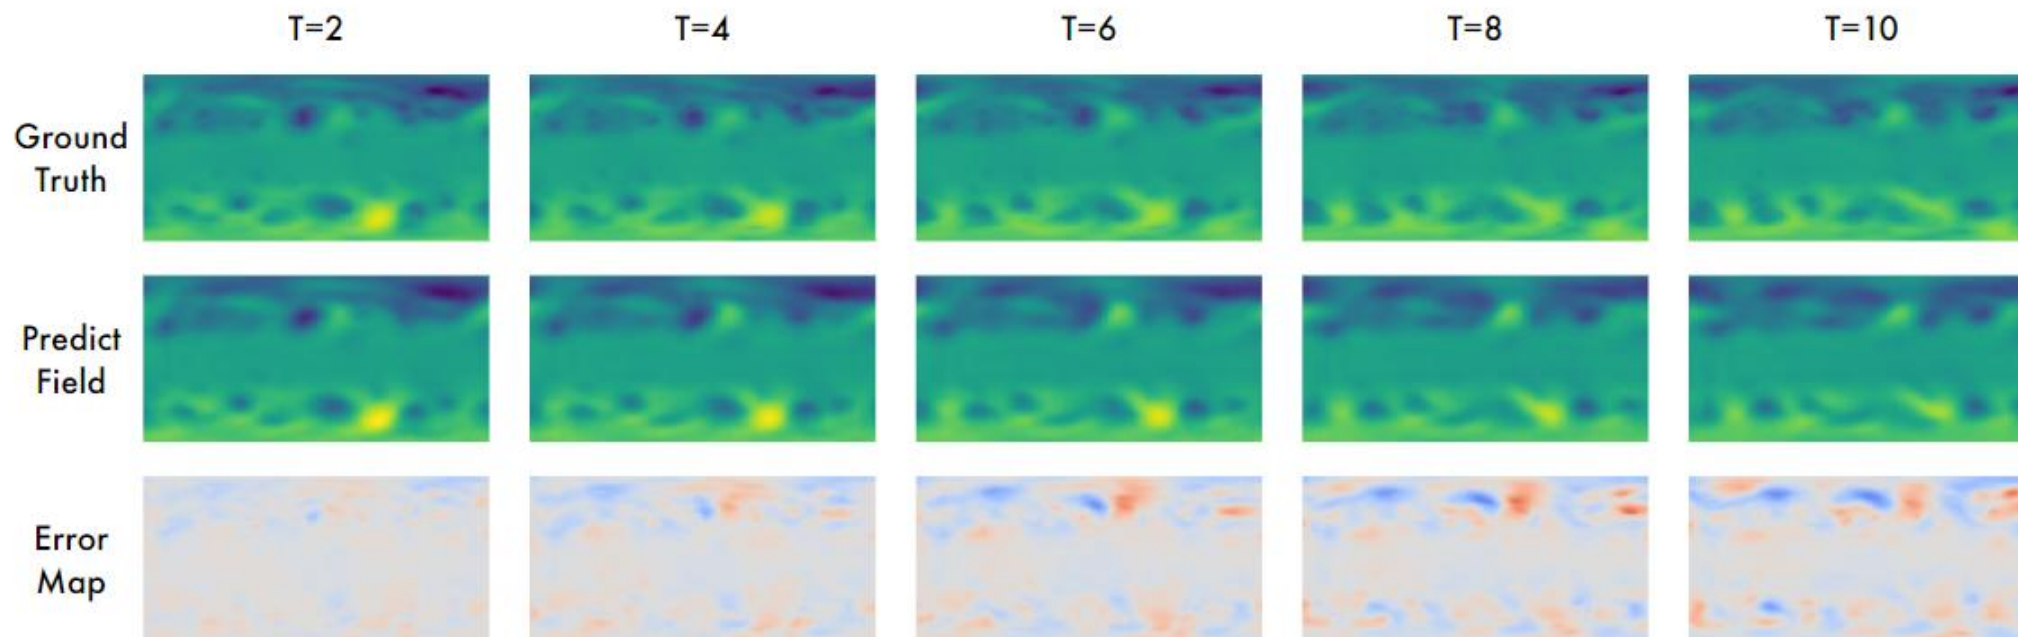 T=2 T=4 T=6 T=8 T=10
Ground
Truth
Predict
Field
Error
Map